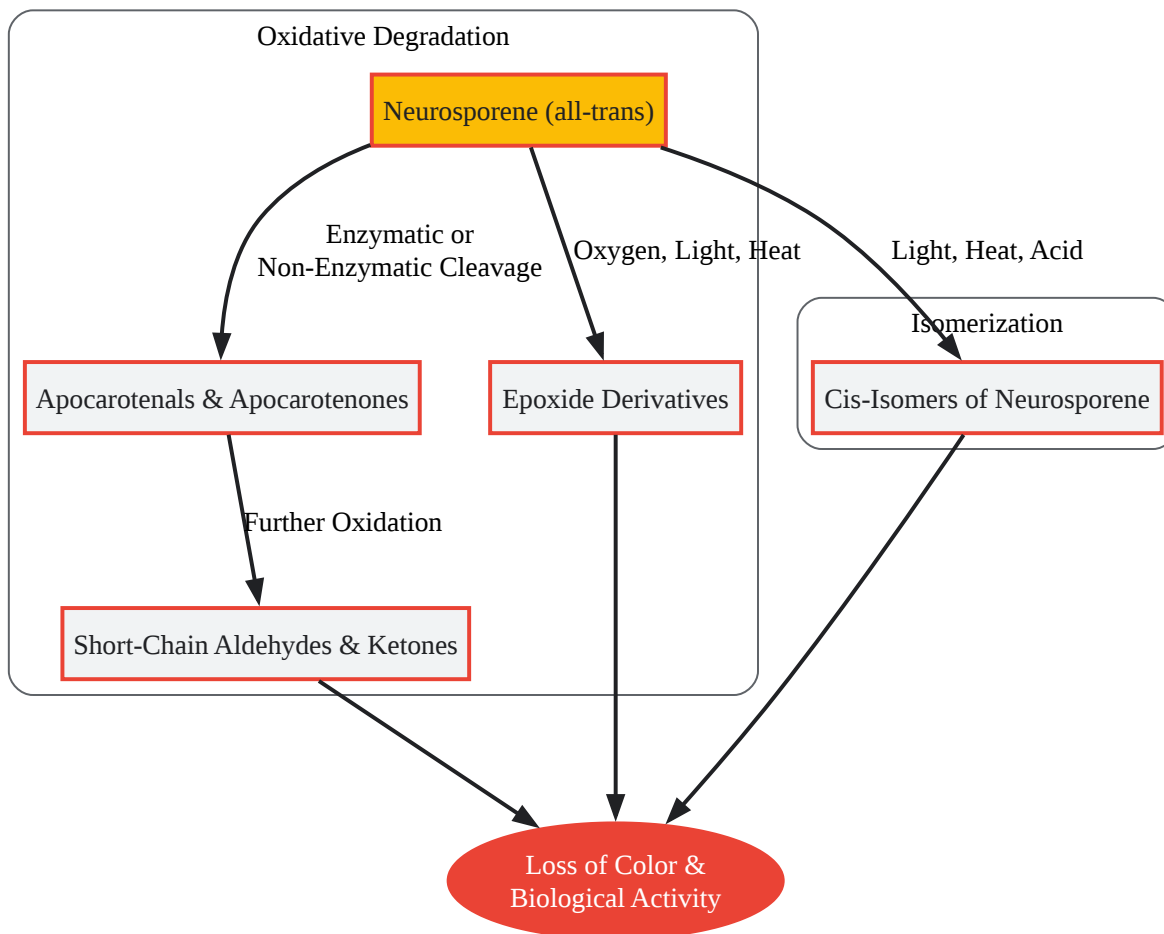 Oxidative Degradation
Neurosporene (all-trans)
Enzymatic or
Non-Enzymatic Cleavage
Oxygen, Light, Heat
Light, Heat, Acid
Isomerization
Apocarotenals & Apocarotenones
Epoxide Derivatives
Cis-Isomers of Neurosporene
Further Oxidation
Short-Chain Aldehydes & Ketones
Loss of Color &
Biological Activity